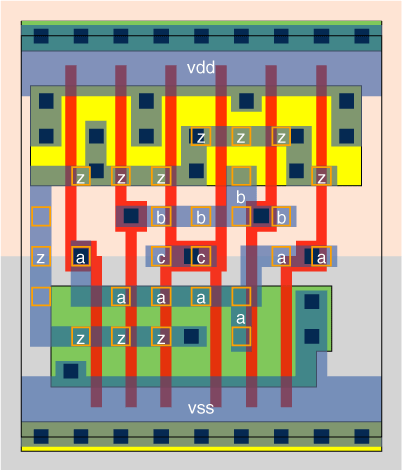 vdd
z z z
z z z z
b
b b b
z a c c a a
a a a a
a
z z z
vss